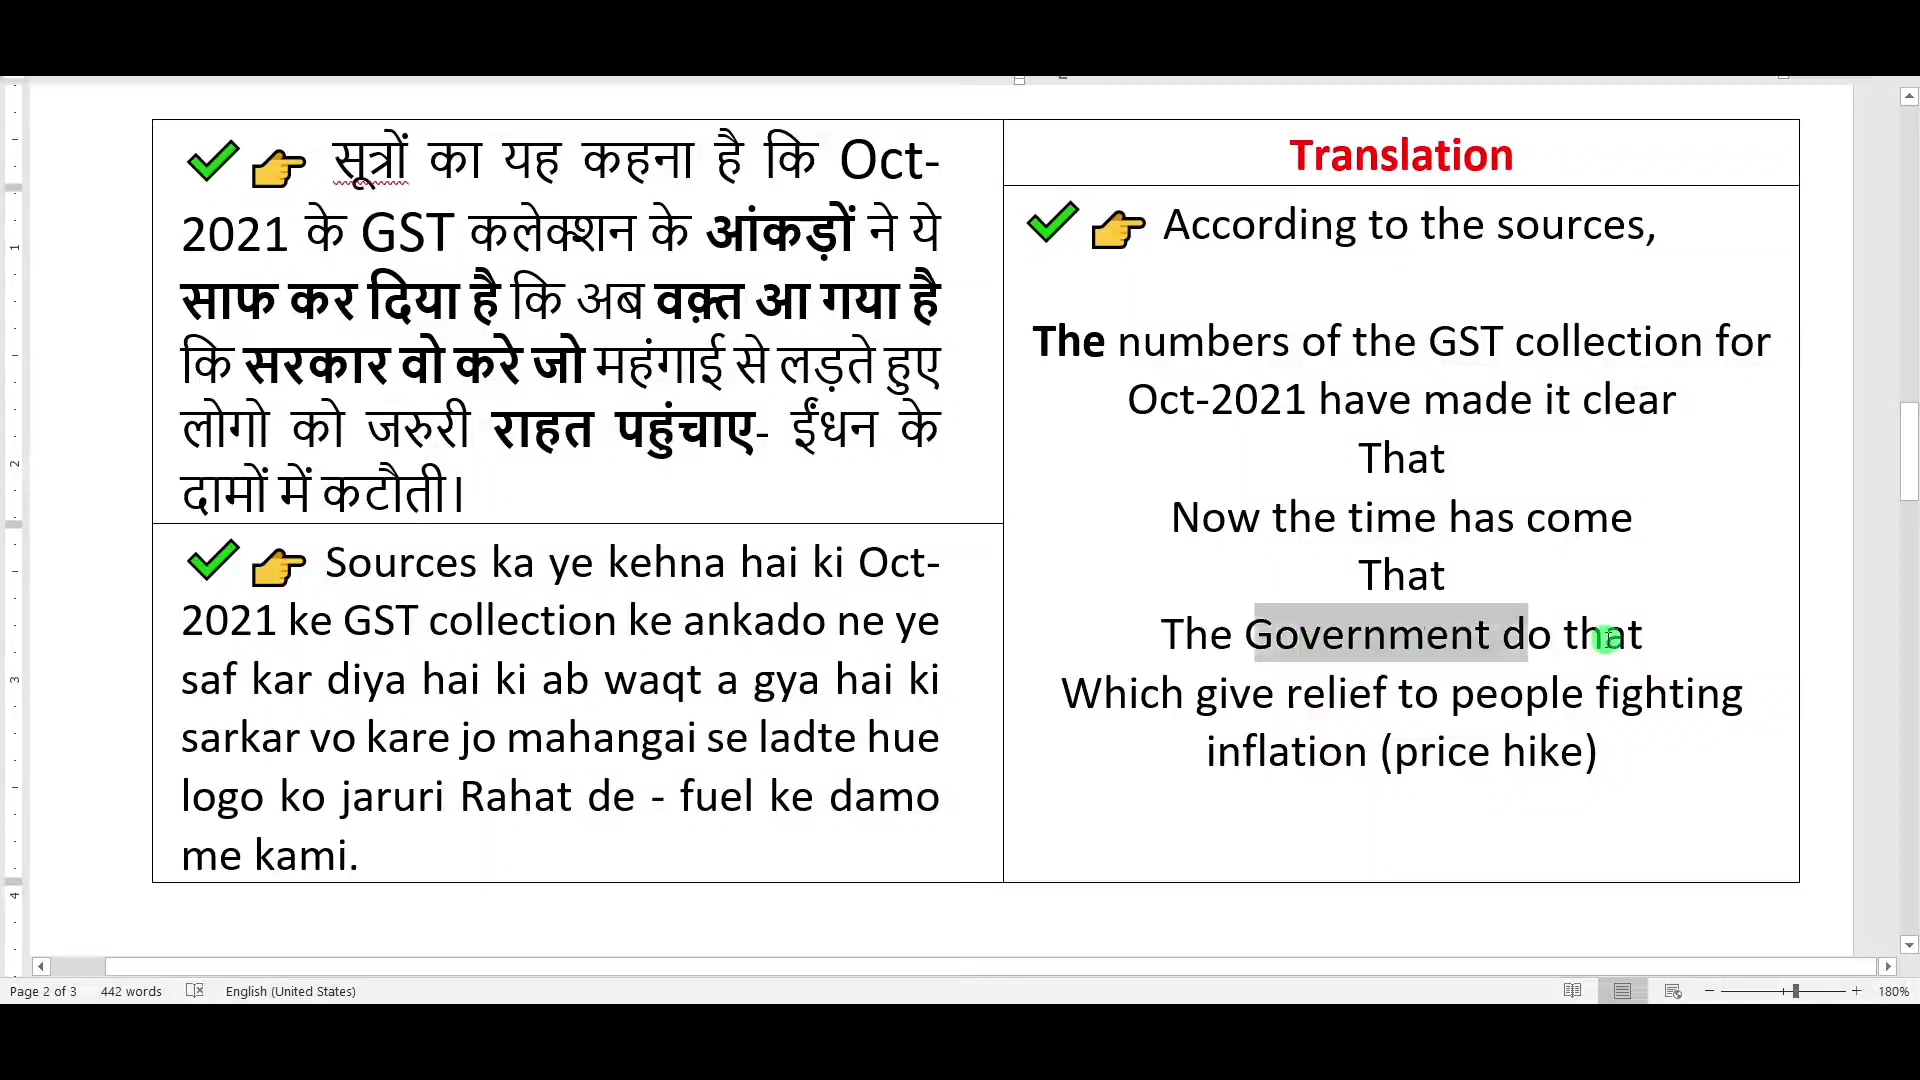 ✔👉 सूत्रों का यह कहना है कि Oct-
2021 के GST कलेक्शन के आंकड़ों ने ये
साफ कर दिया है कि अब वक़्त आ गया है
कि सरकार वो करे जो महंगाई से लड़ते हुए
लोगो को जरुरी राहत पहुंचाए- ईंधन के
दामों में कटौती।
✔👉 Sources ka ye kehna hai ki Oct-
2021 ke GST collection ke ankado ne ye
saf kar diya hai ki ab waqt a gya hai ki
sarkar vo kare jo mahangai se ladte hue
logo ko jaruri Rahat de - fuel ke damo
me kami.
Translation
✔👉 According to the sources,
The numbers of the GST collection for
Oct-2021 have made it clear
That
Now the time has come
That
The Government do that
Which give relief to people fighting
inflation (price hike)
1
2
3
4
Page 2 of 3 442 words English (United States) 180%